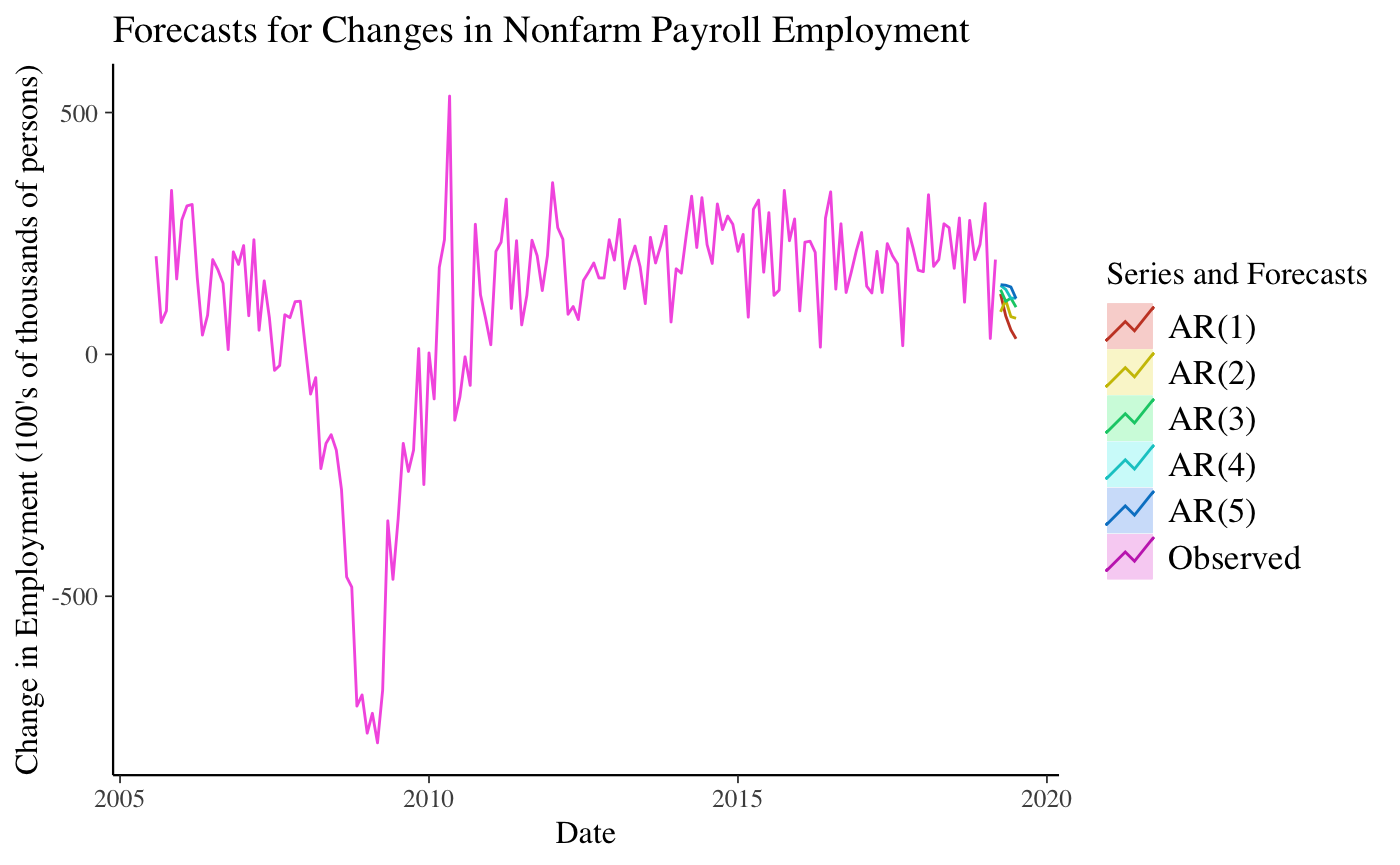 Forecasts for Changes in Nonfarm Payroll Employment
Change in Employment (100's of thousands of persons)
500
0
-500
2005
2010
2015
2020
Date
Series and Forecasts
AR(1)
AR(2)
AR(3)
AR(4)
AR(5)
Observed